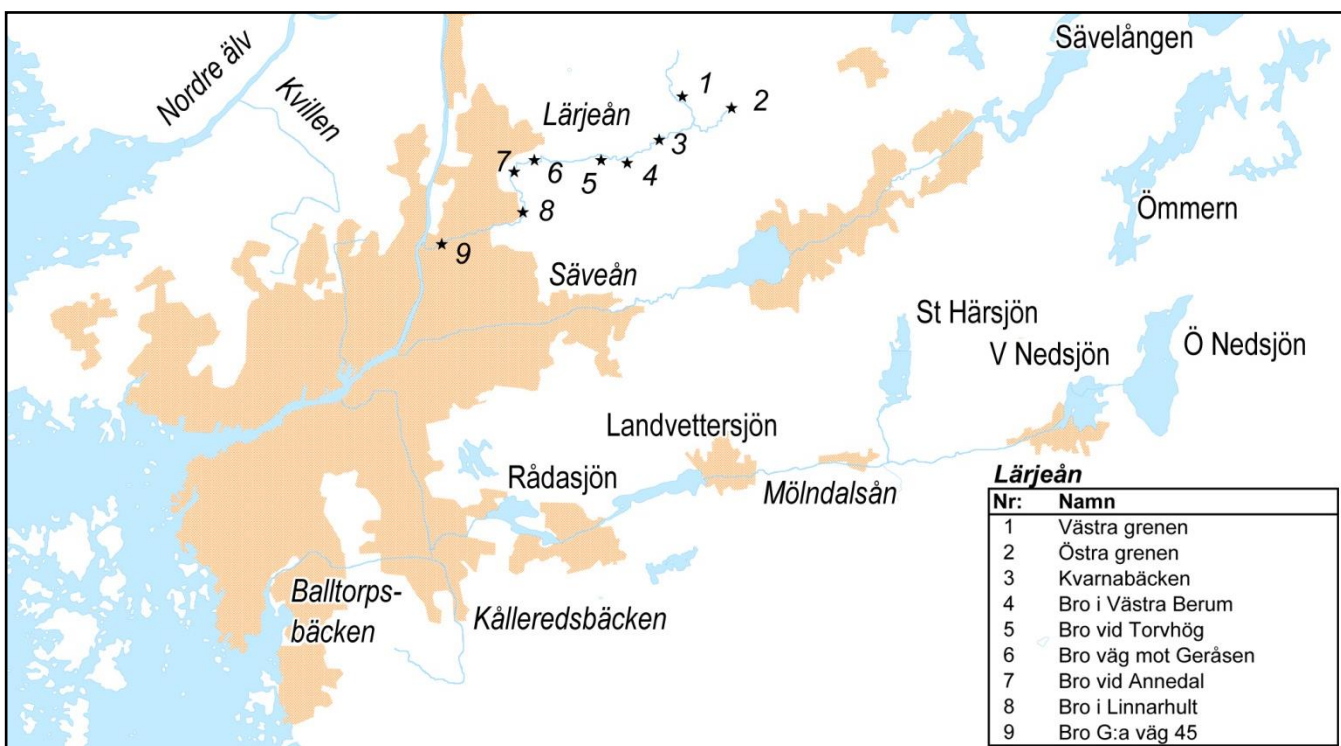 Sävelången
Nordre älv
Kvillen
Lärjeån
1
2
3
4
5
6
7
8
9
Ömmern
Säveån
St Härsjön
V Nedsjön
Ö Nedsjön
Landvettersjön
Rådasjön
Mölndalsån
Balltorps-
bäcken
Kålleredsbäcken
Lärjeån
Nr: Namn
1 Västra grenen
2 Östra grenen
3 Kvarnabäcken
4 Bro i Västra Berum
5 Bro vid Torvhög
6 Bro väg mot Geråsen
7 Bro vid Annedal
8 Bro i Linnarhult
9 Bro G:a väg 45